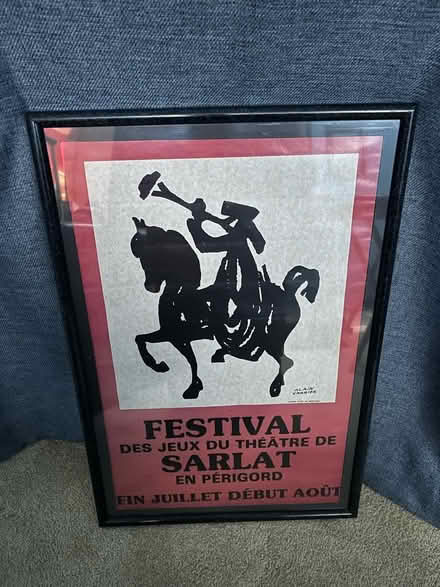 ALAIN
CARRIER
FESTIVAL
DES JEUX DU THÉÂTRE DE
SARLAT
EN PÉRIGORD
FIN JUILLET DÉBUT AOÛT